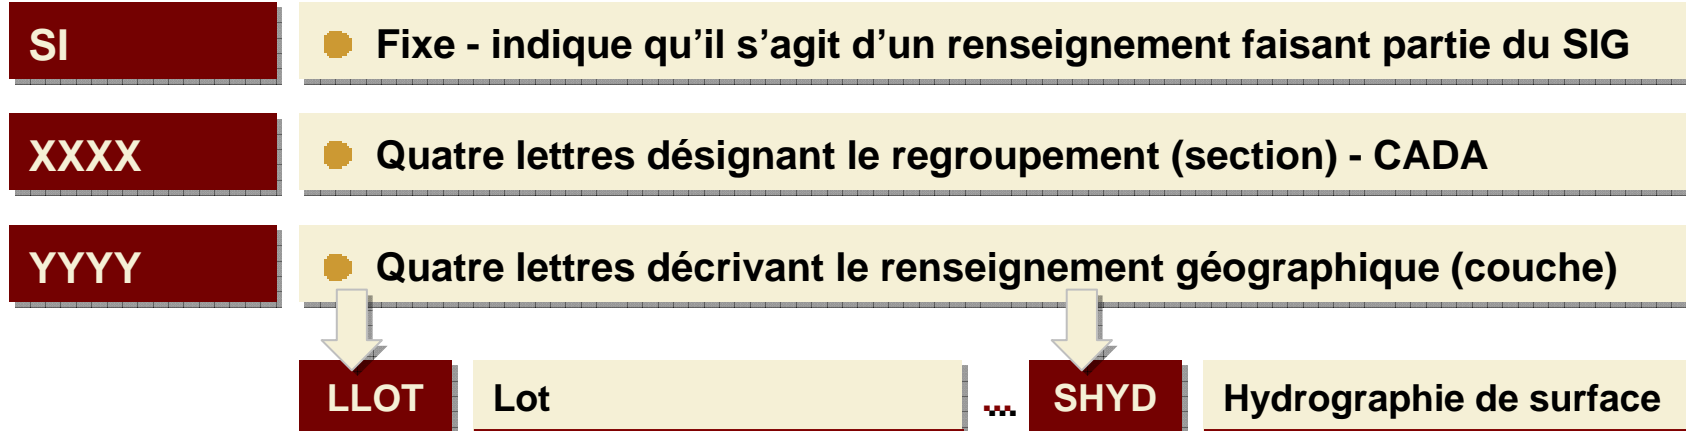 SI Fixe - indique qu’il s’agit d’un renseignement faisant partie du SIG
XXXX Quatre lettres désignant le regroupement (section) - CADA
YYYY Quatre lettres décrivant le renseignement géographique (couche)
LLOT Lot ... SHYD Hydrographie de surface